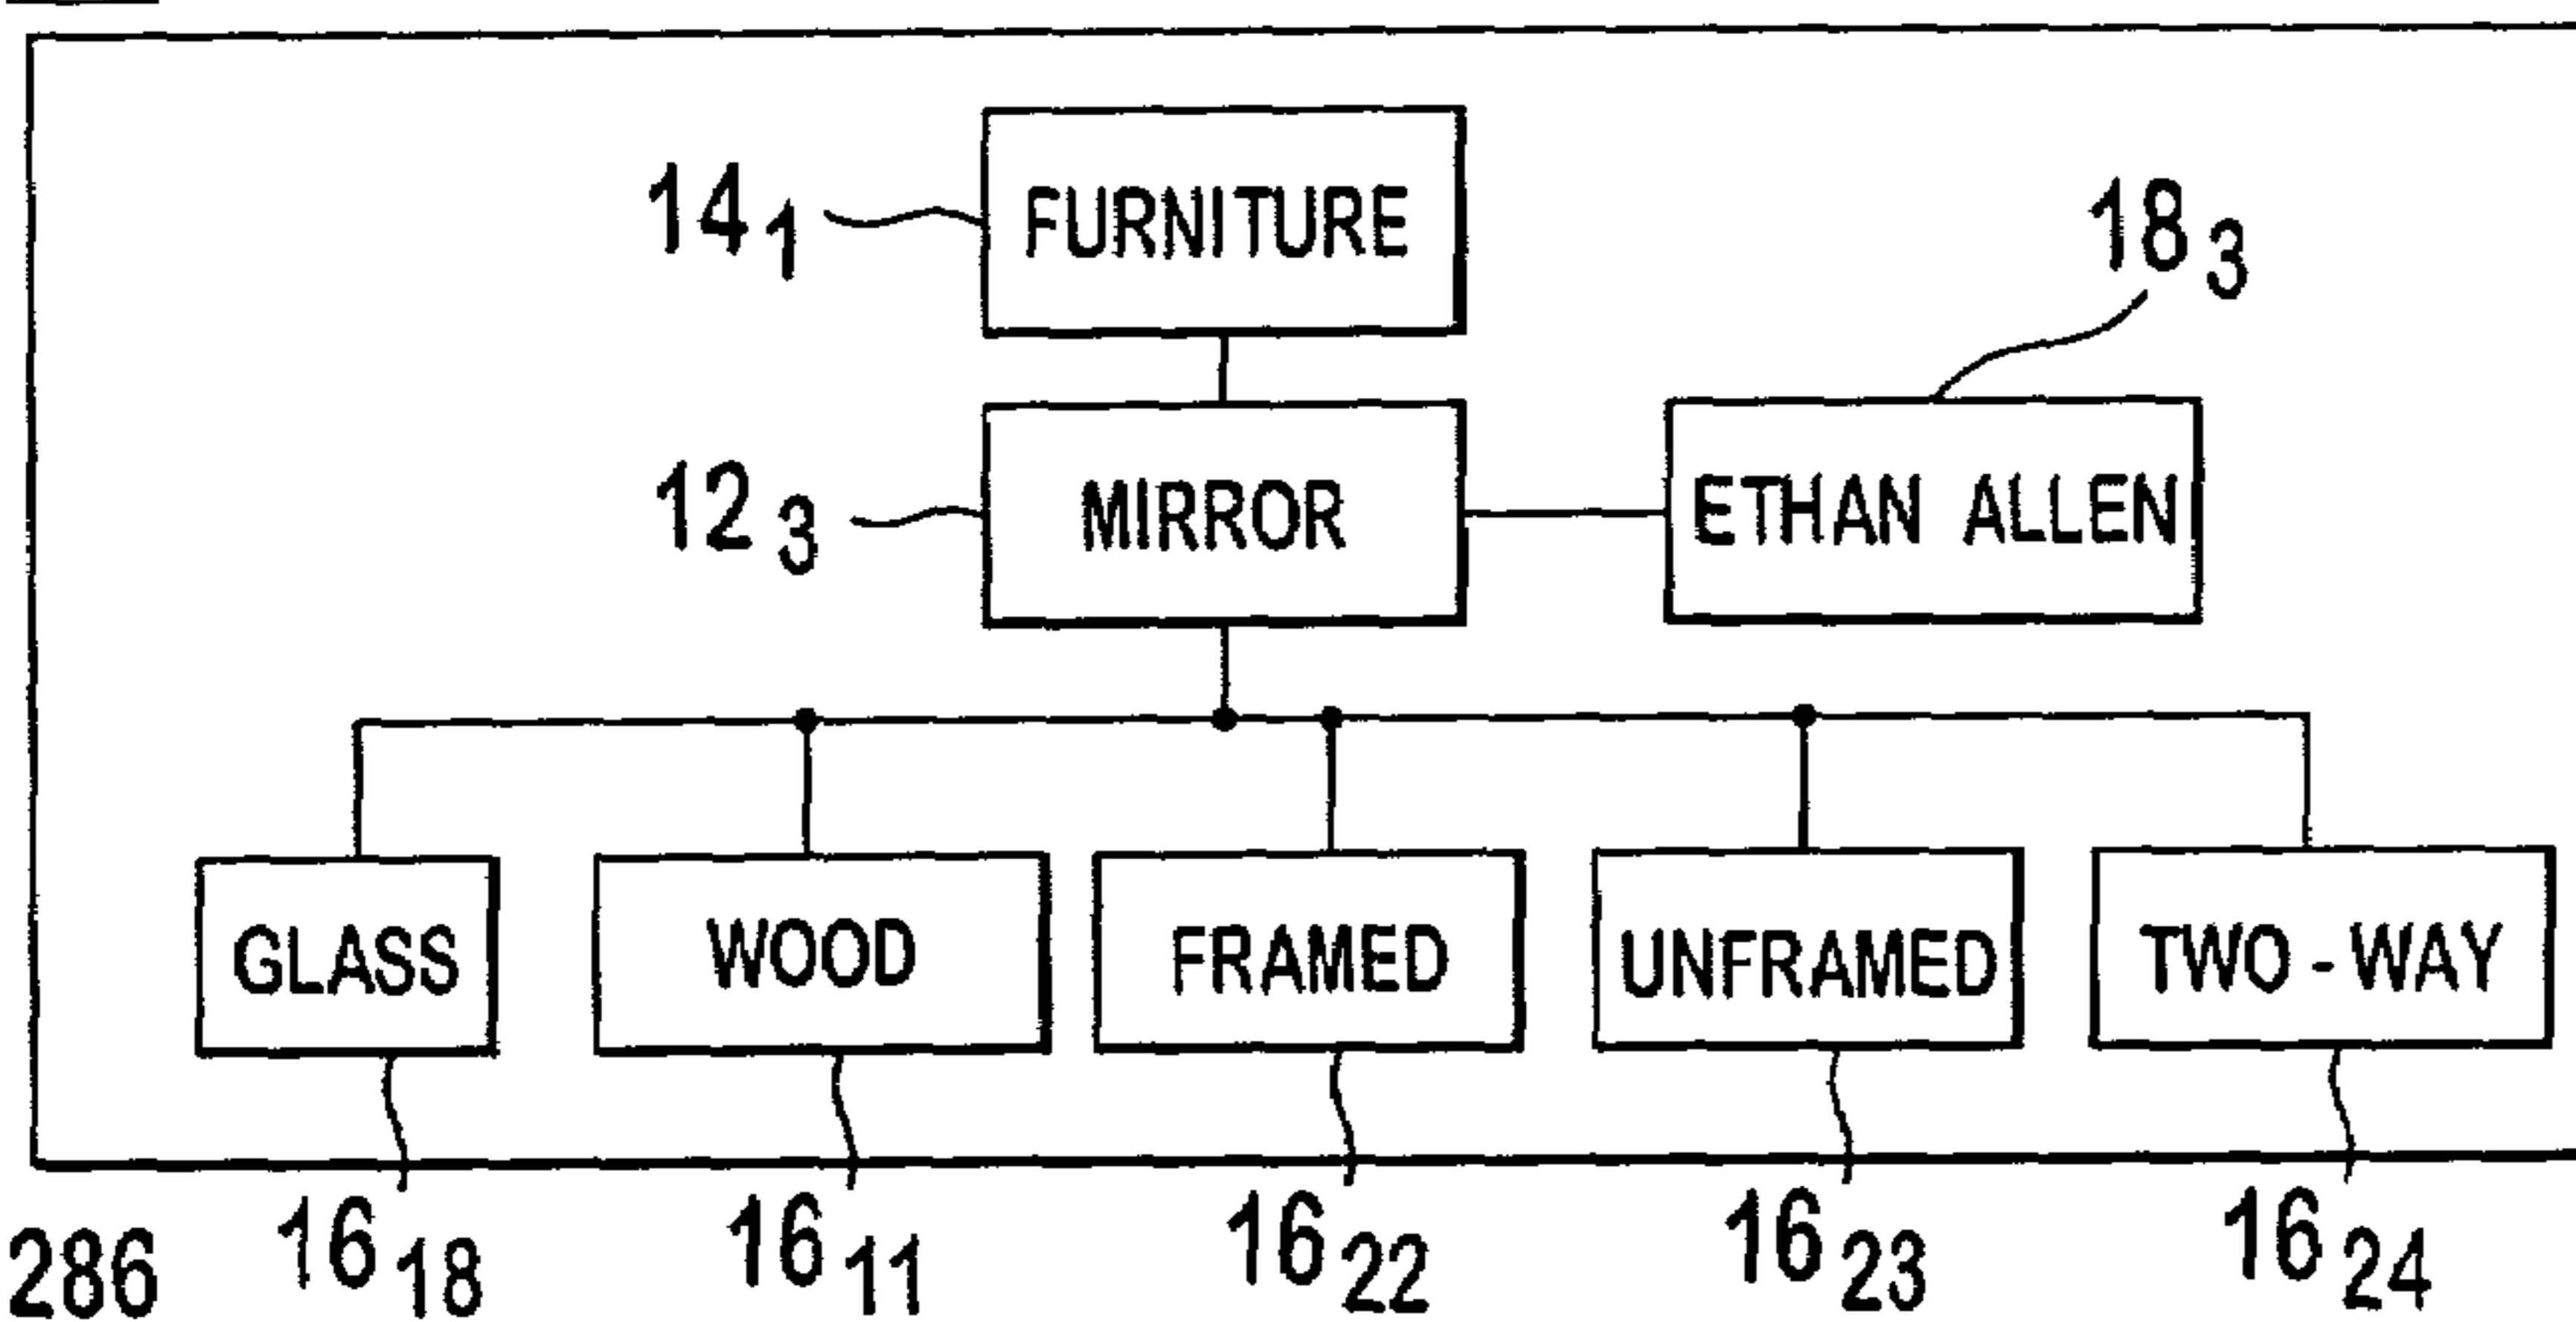 FURNITURE
14₁
18₃
MIRROR
12₃
ETHAN ALLEN
GLASS
WOOD
FRAMED
UNFRAMED
TWO-WAY
286
16₁₈
16₁₁
16₂₂
16₂₃
16₂₄